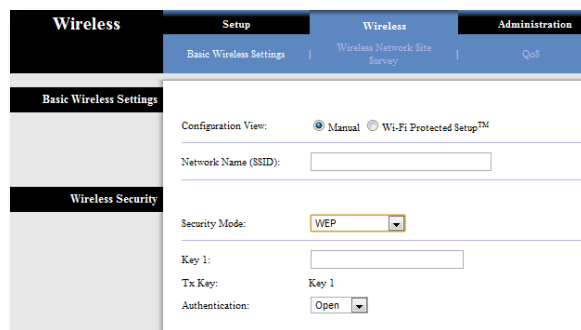 Wireless
Setup
Wireless
Administration
Basic Wireless Settings
|
Wireless Network Site
Survey
|
QoS
Basic Wireless Settings
Configuration View:
Manual
Wi-Fi Protected Setup™
Network Name (SSID):
Wireless Security
Security Mode:
WEP
Key 1:
Tx Key:
Key 1
Authentication:
Open